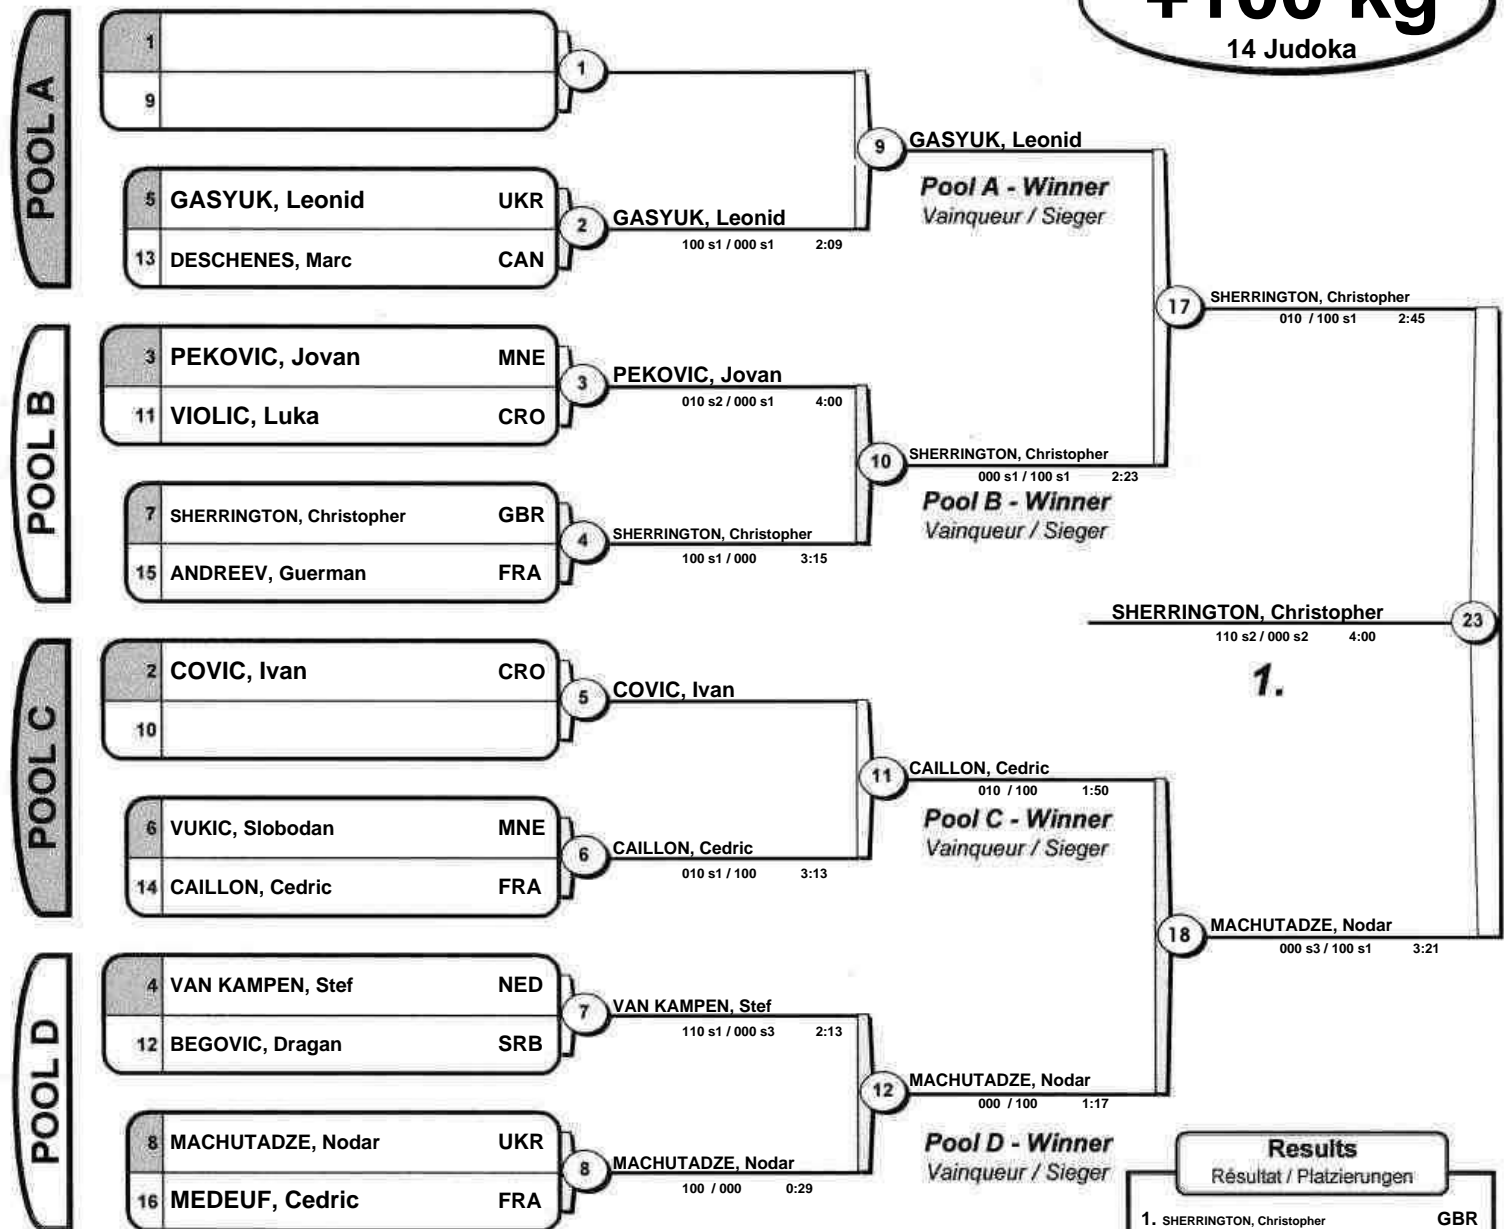 +100 kg
14 Judoka
POOL A
1
9
1
5 GASYUK, Leonid UKR
13 DESCHENES, Marc CAN
2
GASYUK, Leonid
100 s1 / 000 s1 2:09
9
GASYUK, Leonid
Pool A - Winner
Vainqueur / Sieger
POOL B
3 PEKOVIC, Jovan MNE
11 VIOLIC, Luka CRO
3
PEKOVIC, Jovan
010 s2 / 000 s1 4:00
7 SHERRINGTON, Christopher GBR
15 ANDREEV, Guerman FRA
4
SHERRINGTON, Christopher
100 s1 / 000 3:15
10
SHERRINGTON, Christopher
000 s1 / 100 s1 2:23
Pool B - Winner
Vainqueur / Sieger
17
SHERRINGTON, Christopher
010 / 100 s1 2:45
SHERRINGTON, Christopher
23
110 s2 / 000 s2 4:00
1.
POOL C
2 COVIC, Ivan CRO
10
5
COVIC, Ivan
6 VUKIC, Slobodan MNE
14 CAILLON, Cedric FRA
6
CAILLON, Cedric
010 s1 / 100 3:13
11
CAILLON, Cedric
010 / 100 1:50
Pool C - Winner
Vainqueur / Sieger
18
MACHUTADZE, Nodar
000 s3 / 100 s1 3:21
POOL D
4 VAN KAMPEN, Stef NED
12 BEGOVIC, Dragan SRB
7
VAN KAMPEN, Stef
110 s1 / 000 s3 2:13
8 MACHUTADZE, Nodar UKR
16 MEDEUF, Cedric FRA
8
MACHUTADZE, Nodar
100 / 000 0:29
12
MACHUTADZE, Nodar
000 / 100 1:17
Pool D - Winner
Vainqueur / Sieger
Results
Résultat / Platzierungen
1. SHERRINGTON, Christopher GBR